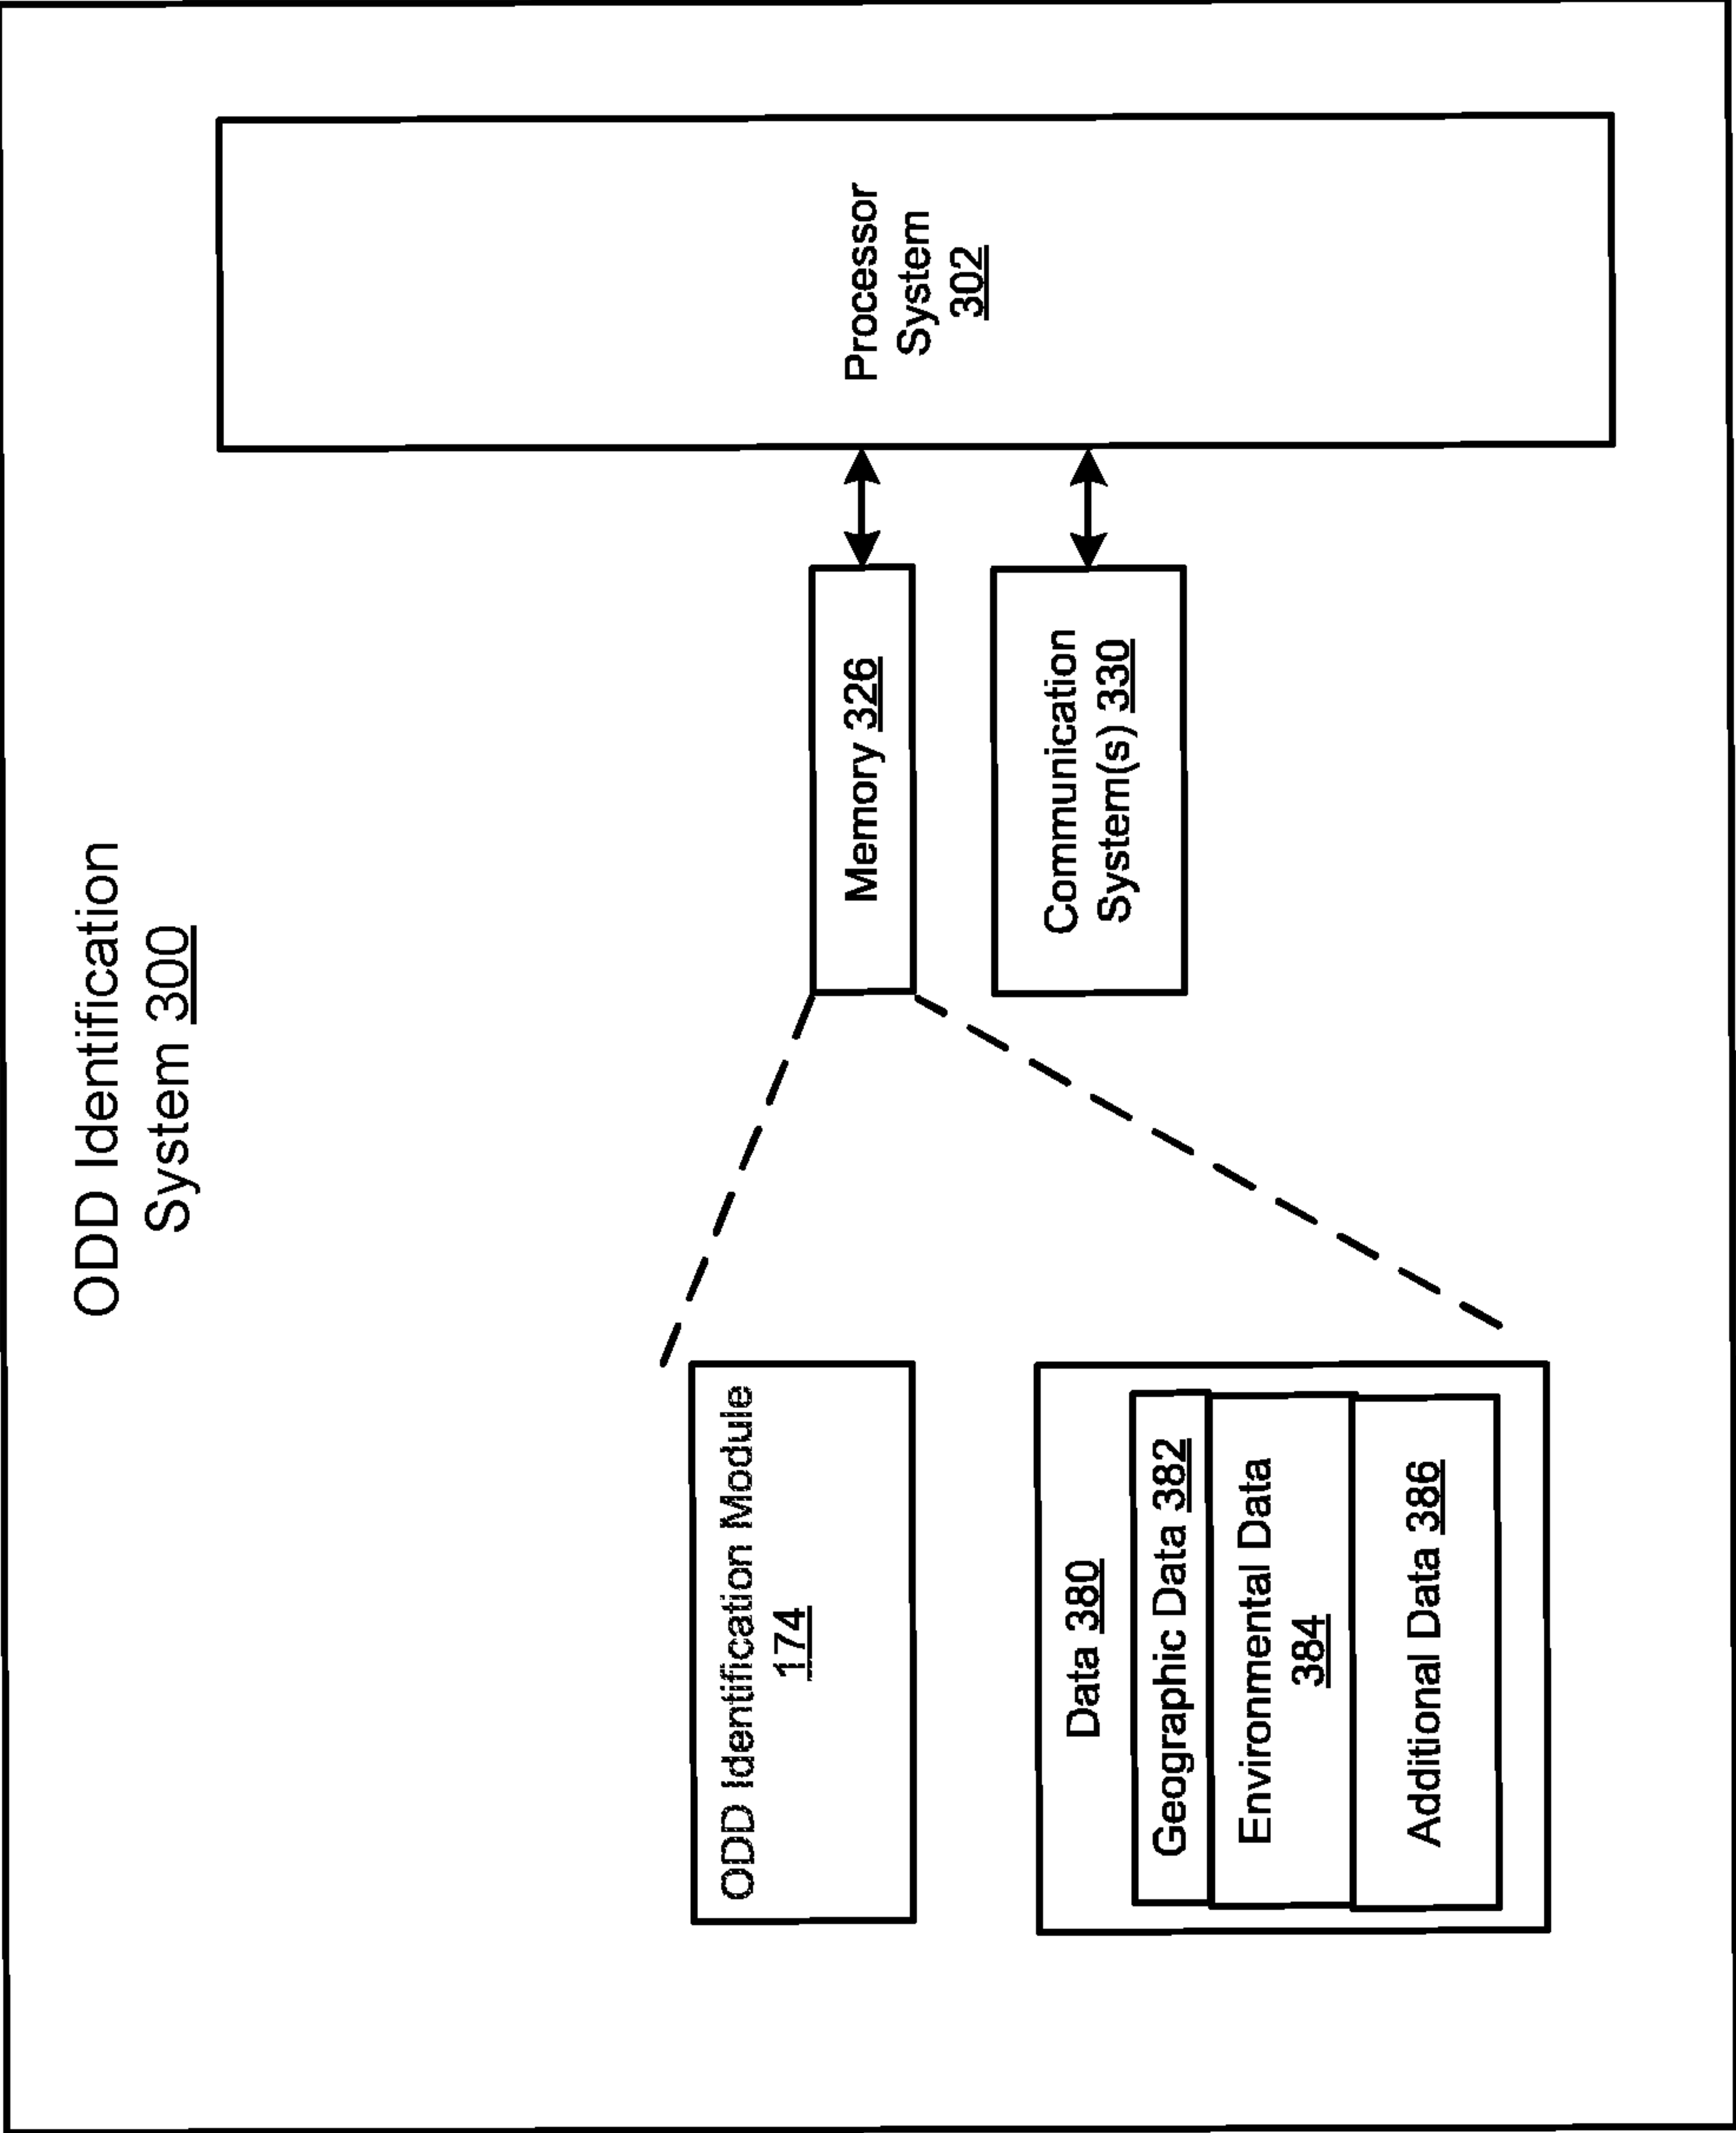 ODD Identification
System 300
ODD Identification Module
174
Data 380
Geographic Data 382
Environmental Data
384
Additional Data 386
Memory 326
Communication
System(s) 330
Processor
System
302